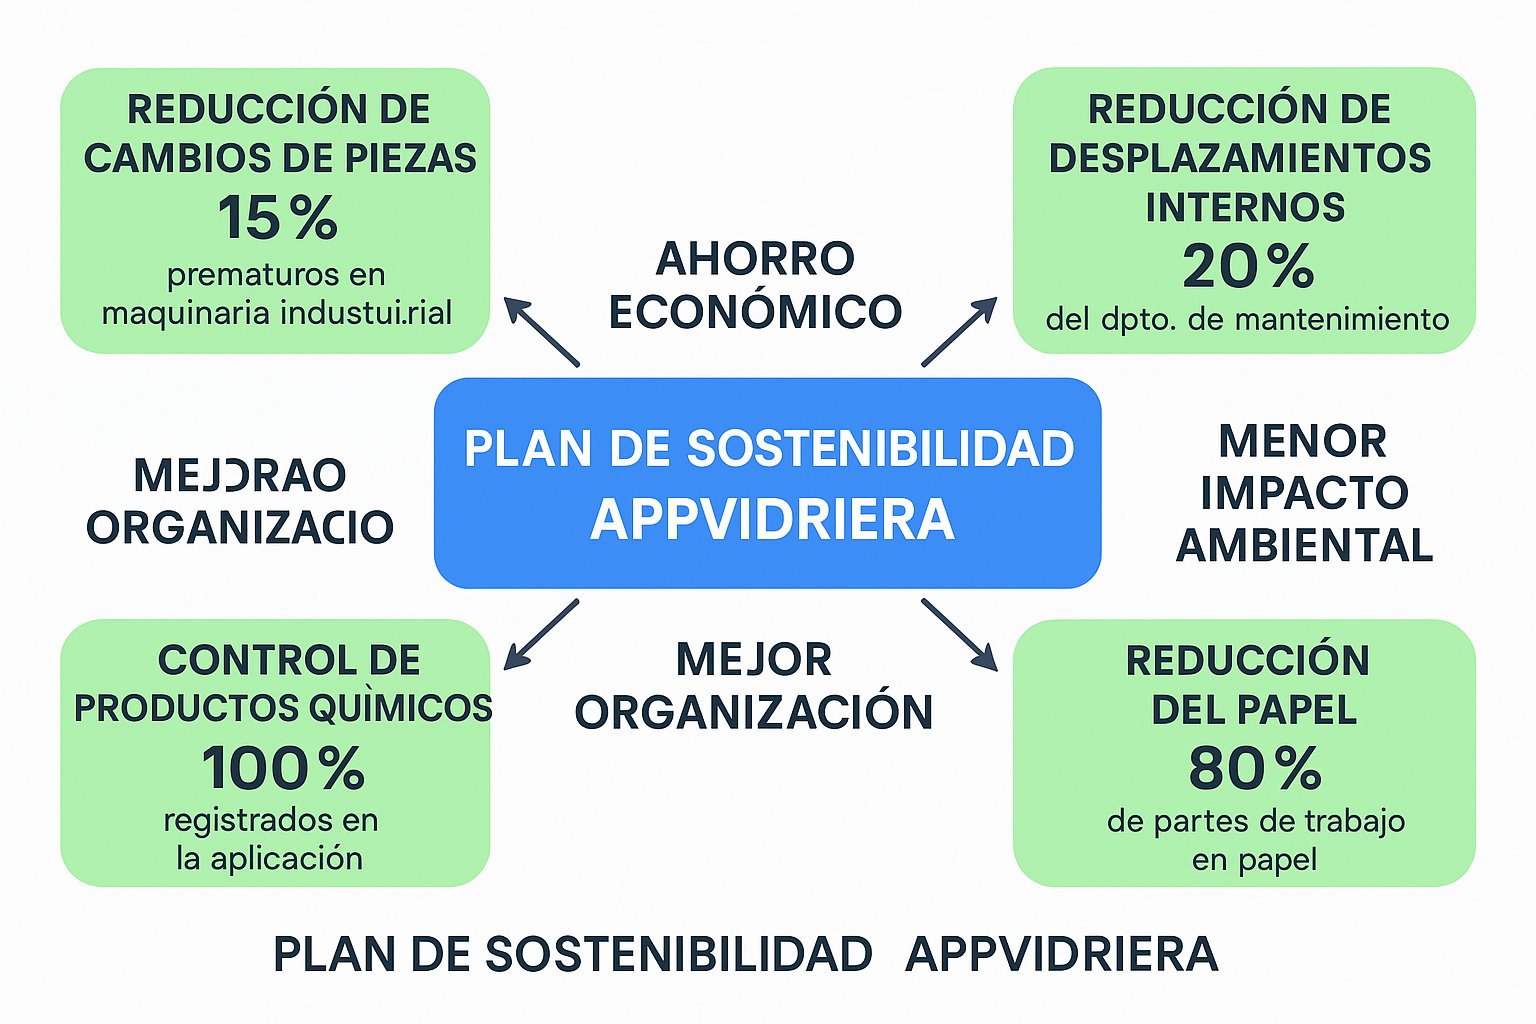 REDUCCIÓN DE
CAMBIOS DE PIEZAS
15 %
prematuros en
maquinaria industui.rial
REDUCCIÓN DE
DESPLAZAMIENTOS
INTERNOS
20 %
del dpto. de mantenimiento
AHORRO
ECONÓMICO
PLAN DE SOSTENIBILIDAD
APPVIDRIERA
MEJƆRAO
ORGANIZACIO
MENOR
IMPACTO
AMBIENTAL
MEJOR
ORGANIZACIÓN
CONTROL DE
PRODUCTOS QUÌMICOS
100 %
registrados en
la aplicación
REDUCCIÓN
DEL PAPEL
80 %
de partes de trabajo
en papel
PLAN DE SOSTENIBILIDAD APPVIDRIERA